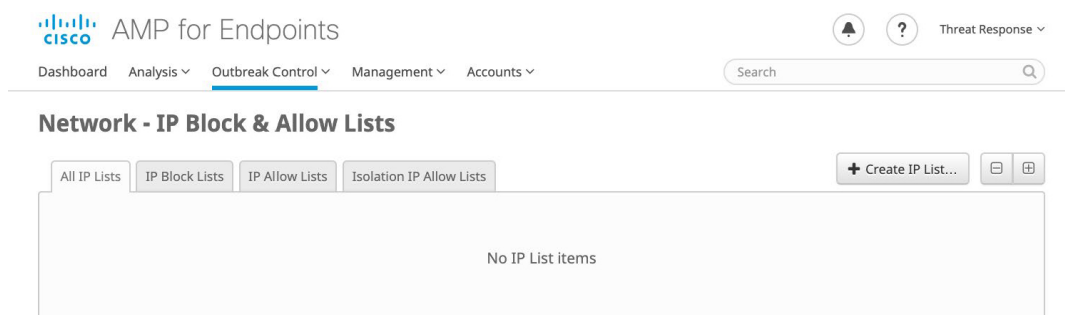 CISCO AMP for Endpoints
? Threat Response
Dashboard Analysis Outbreak Control Management Accounts Search
Network - IP Block & Allow Lists
All IP Lists IP Block Lists IP Allow Lists Isolation IP Allow Lists + Create IP List...
No IP List items